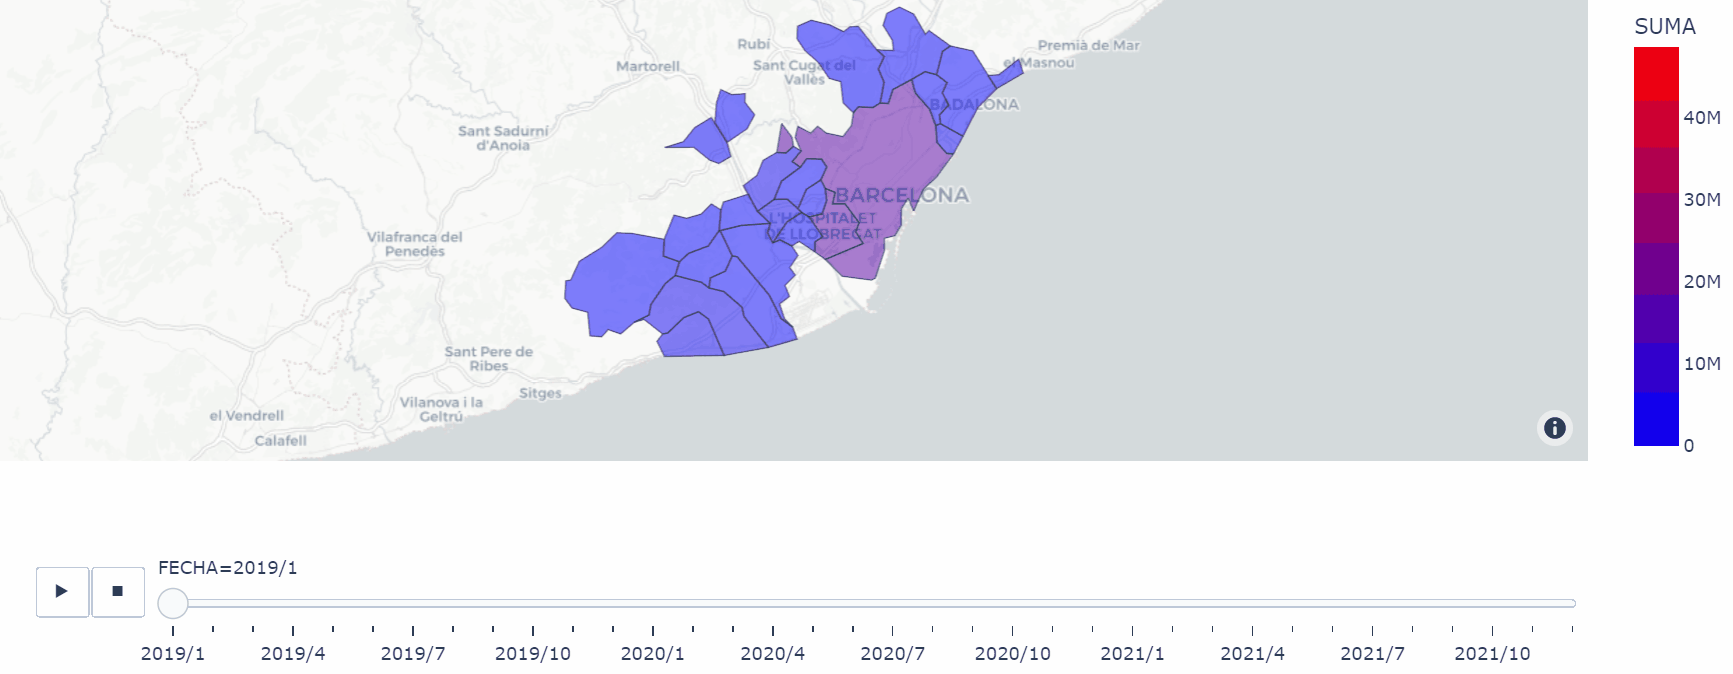 Premià de Mar
Rubí
el Masnou
Martorell
Sant Cugat del
Vallès
BADALONA
Sant Sadurní
d'Anoia
BARCELONA
L'HOSPITALET
DE LLOBREGAT
Vilafranca del
Penedès
Sant Pere de
Ribes
Sitges
Vilanova i la
Geltrú
el Vendrell
Calafell
SUMA
40M
30M
20M
10M
0
FECHA=2019/1
2019/1 2019/4 2019/7 2019/10 2020/1 2020/4 2020/7 2020/10 2021/1 2021/4 2021/7 2021/10